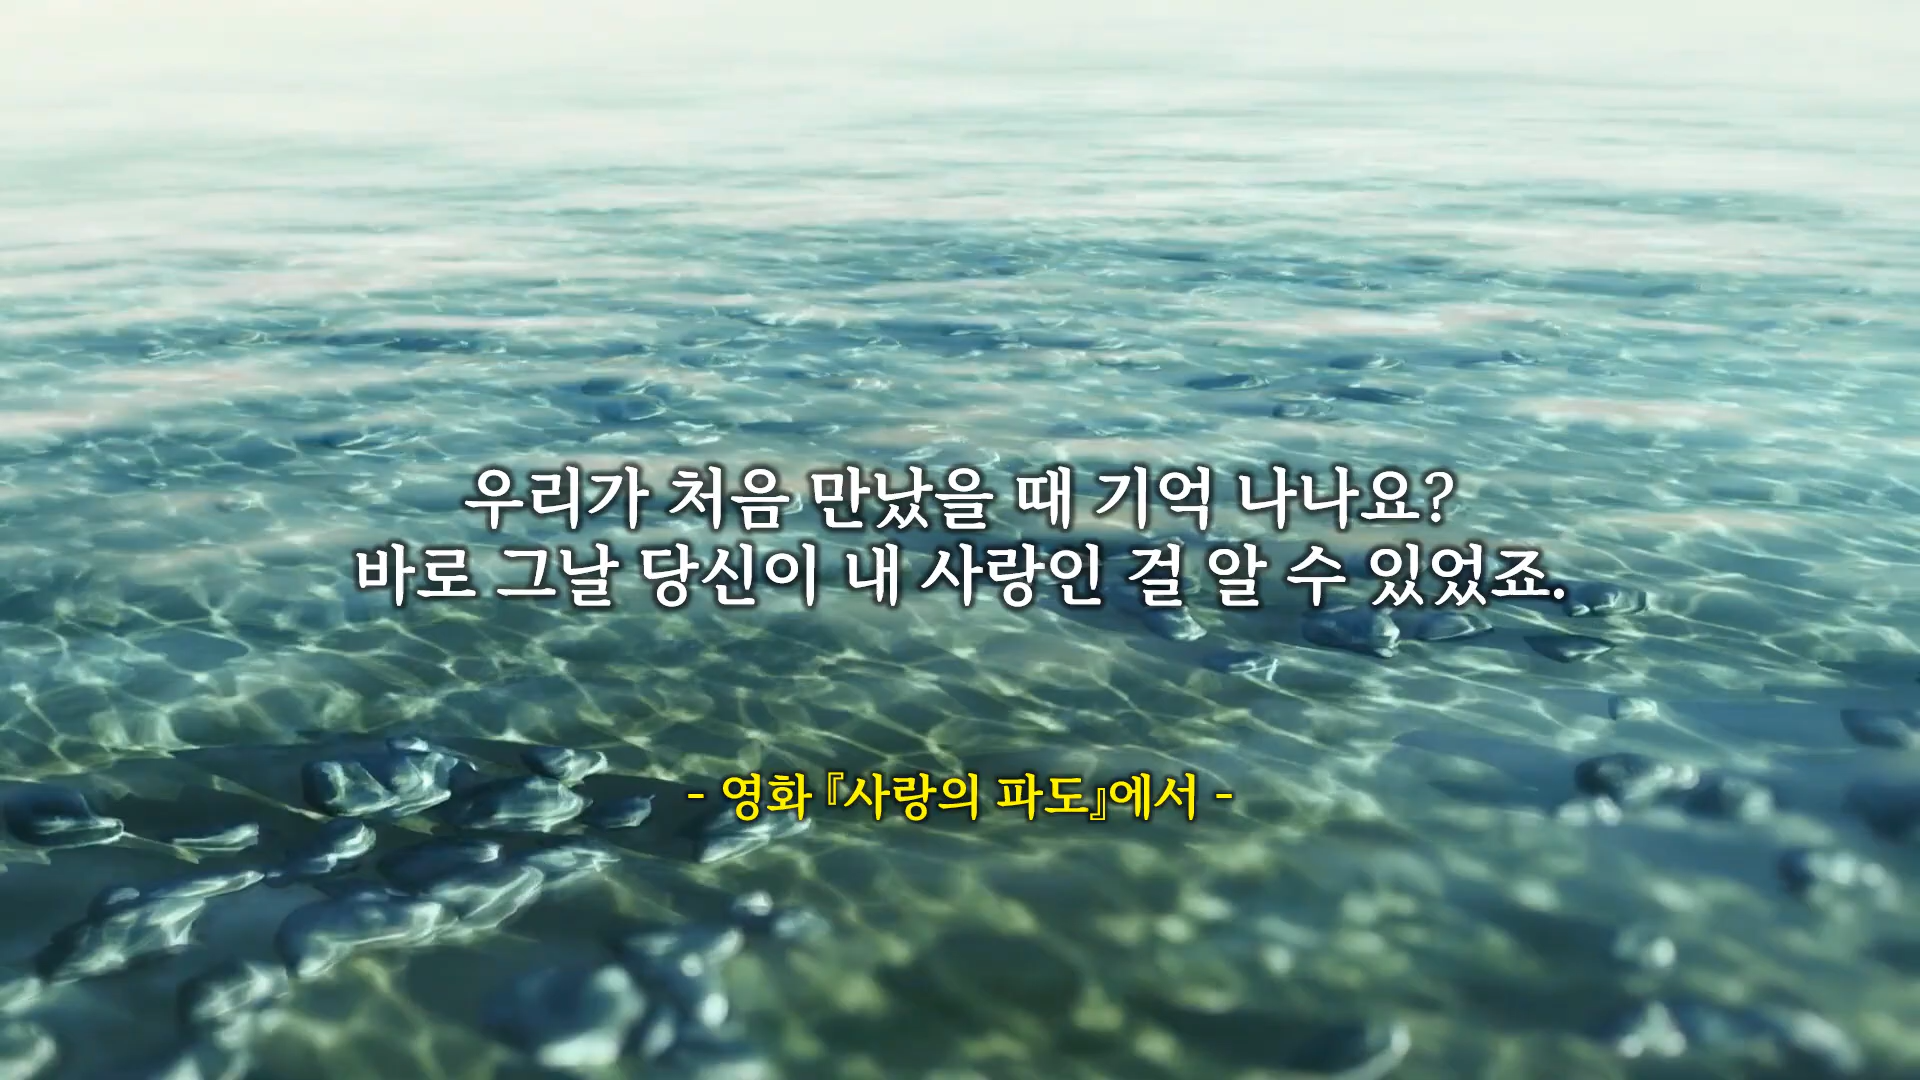 우리가 처음 만났을 때 기억 나나요?
바로 그날 당신이 내 사랑인 걸 알 수 있었죠.
- 영화 『사랑의 파도』에서 -